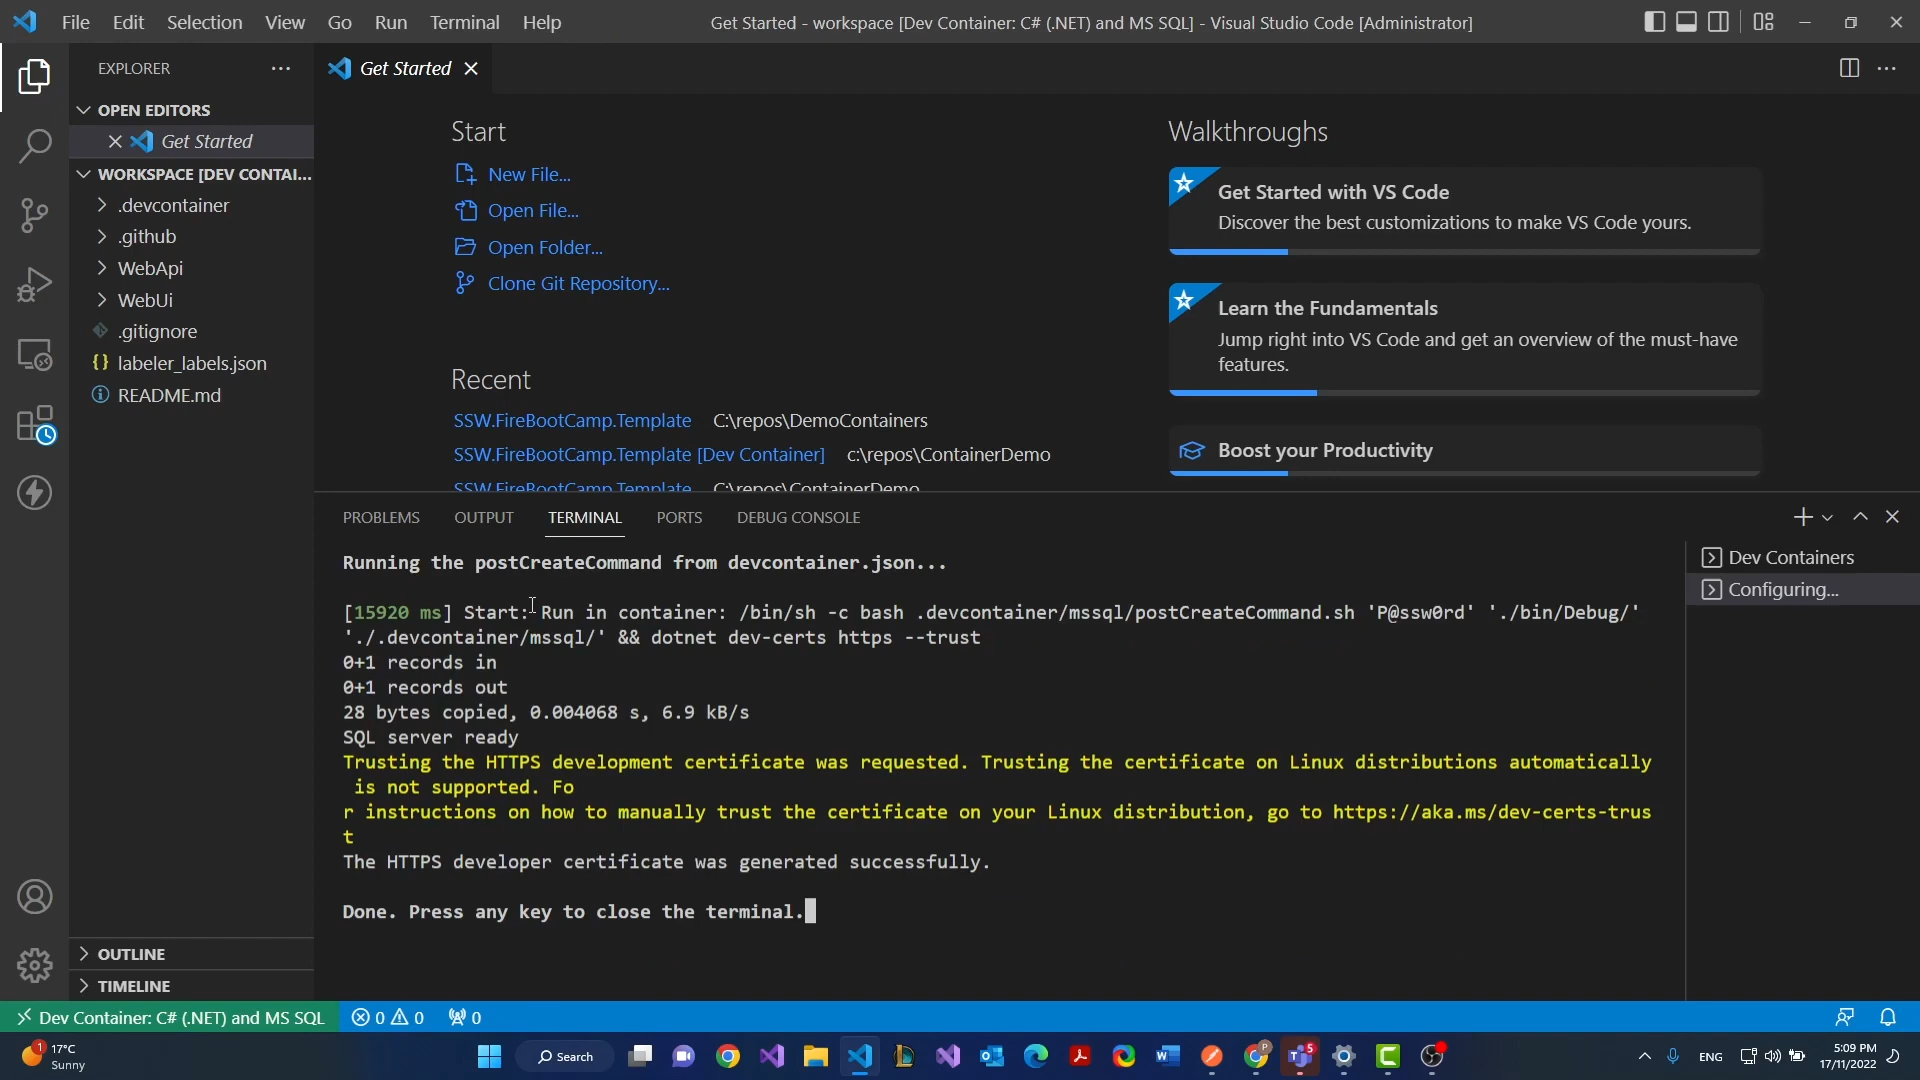 File Edit Selection View Go Run Terminal Help
Get Started - workspace [Dev Container: C# (.NET) and MS SQL] - Visual Studio Code [Administrator]
EXPLORER
OPEN EDITORS
Get Started
WORKSPACE [DEV CONTAI...
.devcontainer
.github
WebApi
WebUi
.gitignore
labeler_labels.json
README.md
OUTLINE
TIMELINE
Get Started
Start
New File...
Open File...
Open Folder...
Clone Git Repository...
Recent
SSW.FireBootCamp.Template C:\repos\DemoContainers
SSW.FireBootCamp.Template [Dev Container] c:\repos\ContainerDemo
SSW.FireBootCamp.Template C:\repos\ContainerDemo
Walkthroughs
Get Started with VS Code
Discover the best customizations to make VS Code yours.
Learn the Fundamentals
Jump right into VS Code and get an overview of the must-have
features.
Boost your Productivity
PROBLEMS OUTPUT TERMINAL PORTS DEBUG CONSOLE
Running the postCreateCommand from devcontainer.json...
[15920 ms] Start: Run in container: /bin/sh -c bash .devcontainer/mssql/postCreateCommand.sh 'P@ssw0rd' './bin/Debug/'
'./.devcontainer/mssql/' && dotnet dev-certs https --trust
0+1 records in
0+1 records out
28 bytes copied, 0.004068 s, 6.9 kB/s
SQL server ready
Trusting the HTTPS development certificate was requested. Trusting the certificate on Linux distributions automatically
is not supported. Fo
r instructions on how to manually trust the certificate on your Linux distribution, go to https://aka.ms/dev-certs-trus
t
The HTTPS developer certificate was generated successfully.
Done. Press any key to close the terminal.
Dev Containers
Configuring...
Dev Container: C# (.NET) and MS SQL 0 0 0
1
17°C
Sunny
Search
5
ENG
5:09 PM
17/11/2022